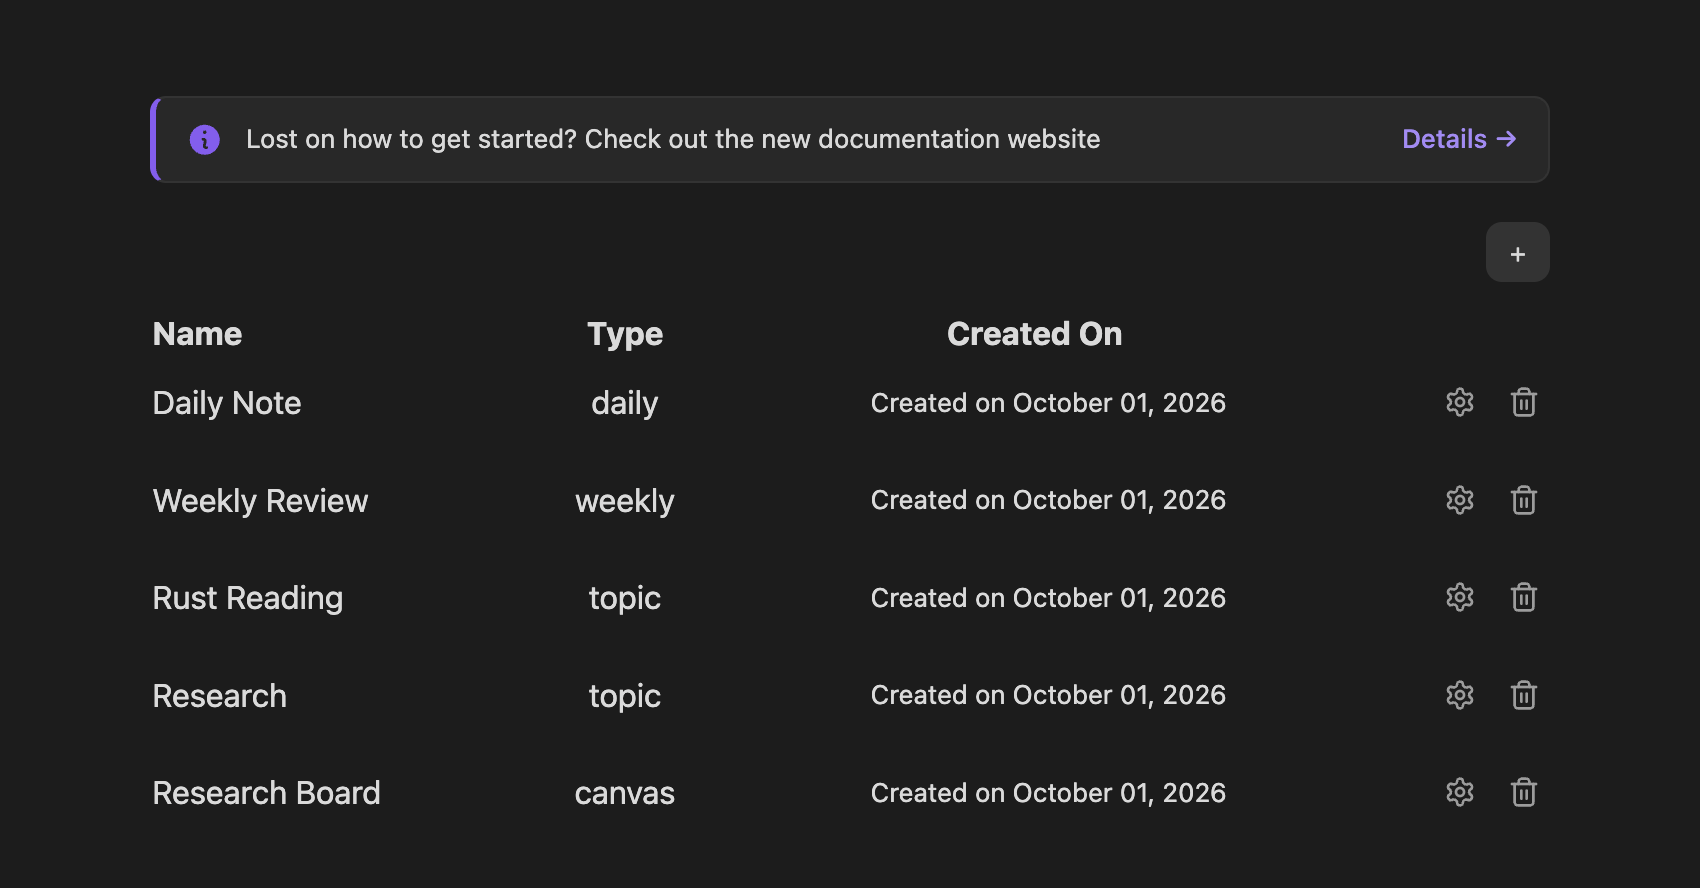 Lost on how to get started? Check out the new documentation website Details →
+
Name Type Created On
Daily Note daily Created on October 01, 2026
Weekly Review weekly Created on October 01, 2026
Rust Reading topic Created on October 01, 2026
Research topic Created on October 01, 2026
Research Board canvas Created on October 01, 2026